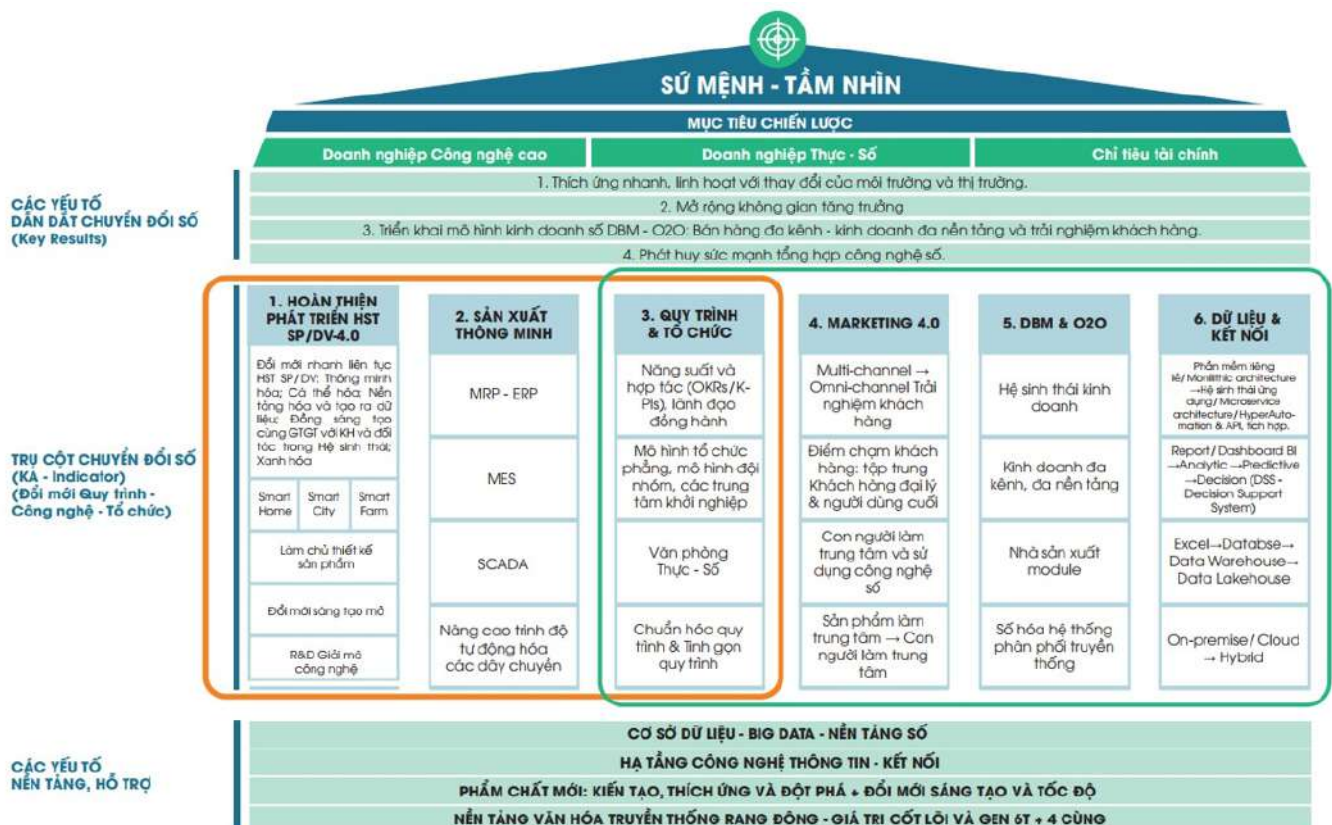 SỨ MỆNH - TẦM NHÌN
MỤC TIÊU CHIẾN LƯỢC
Doanh nghiệp Công nghệ cao
Doanh nghiệp Thực - Số
Chỉ tiêu tài chính
CÁC YẾU TỐ
DẪN DẮT CHUYỂN ĐỔI SỐ
(Key Results)
1. Thích ứng nhanh, linh hoạt với thay đổi của môi trường và thị trường.
2. Mở rộng không gian tăng trưởng
3. Triển khai mô hình kinh doanh số DBM - O2O: Bán hàng đa kênh - kinh doanh đa nền tảng và trải nghiệm khách hàng.
4. Phát huy sức mạnh tổng hợp công nghệ số.
TRỤ CỘT CHUYỂN ĐỔI SỐ
(KA - Indicator)
(Đổi mới Quy trình -
Công nghệ - Tổ chức)
1. HOÀN THIỆN
PHÁT TRIỂN HST
SP/DV-4.0
Đổi mới nhanh liên tục
HST SP/DV: Thông minh
hóa; Cá thể hóa; Nền
tảng hóa và tạo ra dữ
liệu; Đồng sáng tạo
cùng GTGT với KH và đối
tác trong Hệ sinh thái;
Xanh hóa
Smart
Home
Smart
City
Smart
Farm
Làm chủ thiết kế
sản phẩm
Đổi mới sáng tạo mở
R&D Giải mã
công nghệ
2. SẢN XUẤT
THÔNG MINH
MRP - ERP
MES
SCADA
Nâng cao trình độ
tự động hóa
các dây chuyền
3. QUY TRÌNH
& TỔ CHỨC
Năng suất và
hợp tác (OKRs/K-
PIs), lãnh đạo
đồng hành
Mô hình tổ chức
phẳng, mô hình đội
nhóm, các trung
tâm khởi nghiệp
Văn phòng
Thực - Số
Chuẩn hóa quy
trình & Tinh gọn
quy trình
4. MARKETING 4.0
Multi-channel →
Omni-channel Trải
nghiệm khách
hàng
Điểm chạm khách
hàng: tập trung
Khách hàng đại lý
& người dùng cuối
Con người làm
trung tâm và sử
dụng công nghệ
số
Sản phẩm làm
trung tâm → Con
người làm trung
tâm
5. DBM & O2O
Hệ sinh thái kinh
doanh
Kinh doanh đa
kênh, đa nền tảng
Nhà sản xuất
module
Số hóa hệ thống
phân phối truyền
thống
6. DỮ LIỆU &
KẾT NỐI
Phần mềm riêng
lẻ/Monilithic architecture
→Hệ sinh thái ứng
dụng/Microservice
architecture/HyperAuto-
mation & API, tích hợp.
Report/Dashboard BI
→Analytic→Predictive
→Decision (DSS -
Decision Support
System)
Excel→Databse→
Data Warehouse→
Data Lakehouse
On-premise/Cloud
→ Hybrid
CÁC YẾU TỐ
NỀN TẢNG, HỖ TRỢ
CƠ SỞ DỮ LIỆU - BIG DATA - NỀN TẢNG SỐ
HẠ TẦNG CÔNG NGHỆ THÔNG TIN - KẾT NỐI
PHẨM CHẤT MỚI: KIẾN TẠO, THÍCH ỨNG VÀ ĐỘT PHÁ + ĐỔI MỚI SÁNG TẠO VÀ TỐC ĐỘ
NỀN TẢNG VĂN HÓA TRUYỀN THỐNG RẠNG ĐÔNG - GIÁ TRỊ CỐT LÕI VÀ GEN 6T + 4 CÙNG